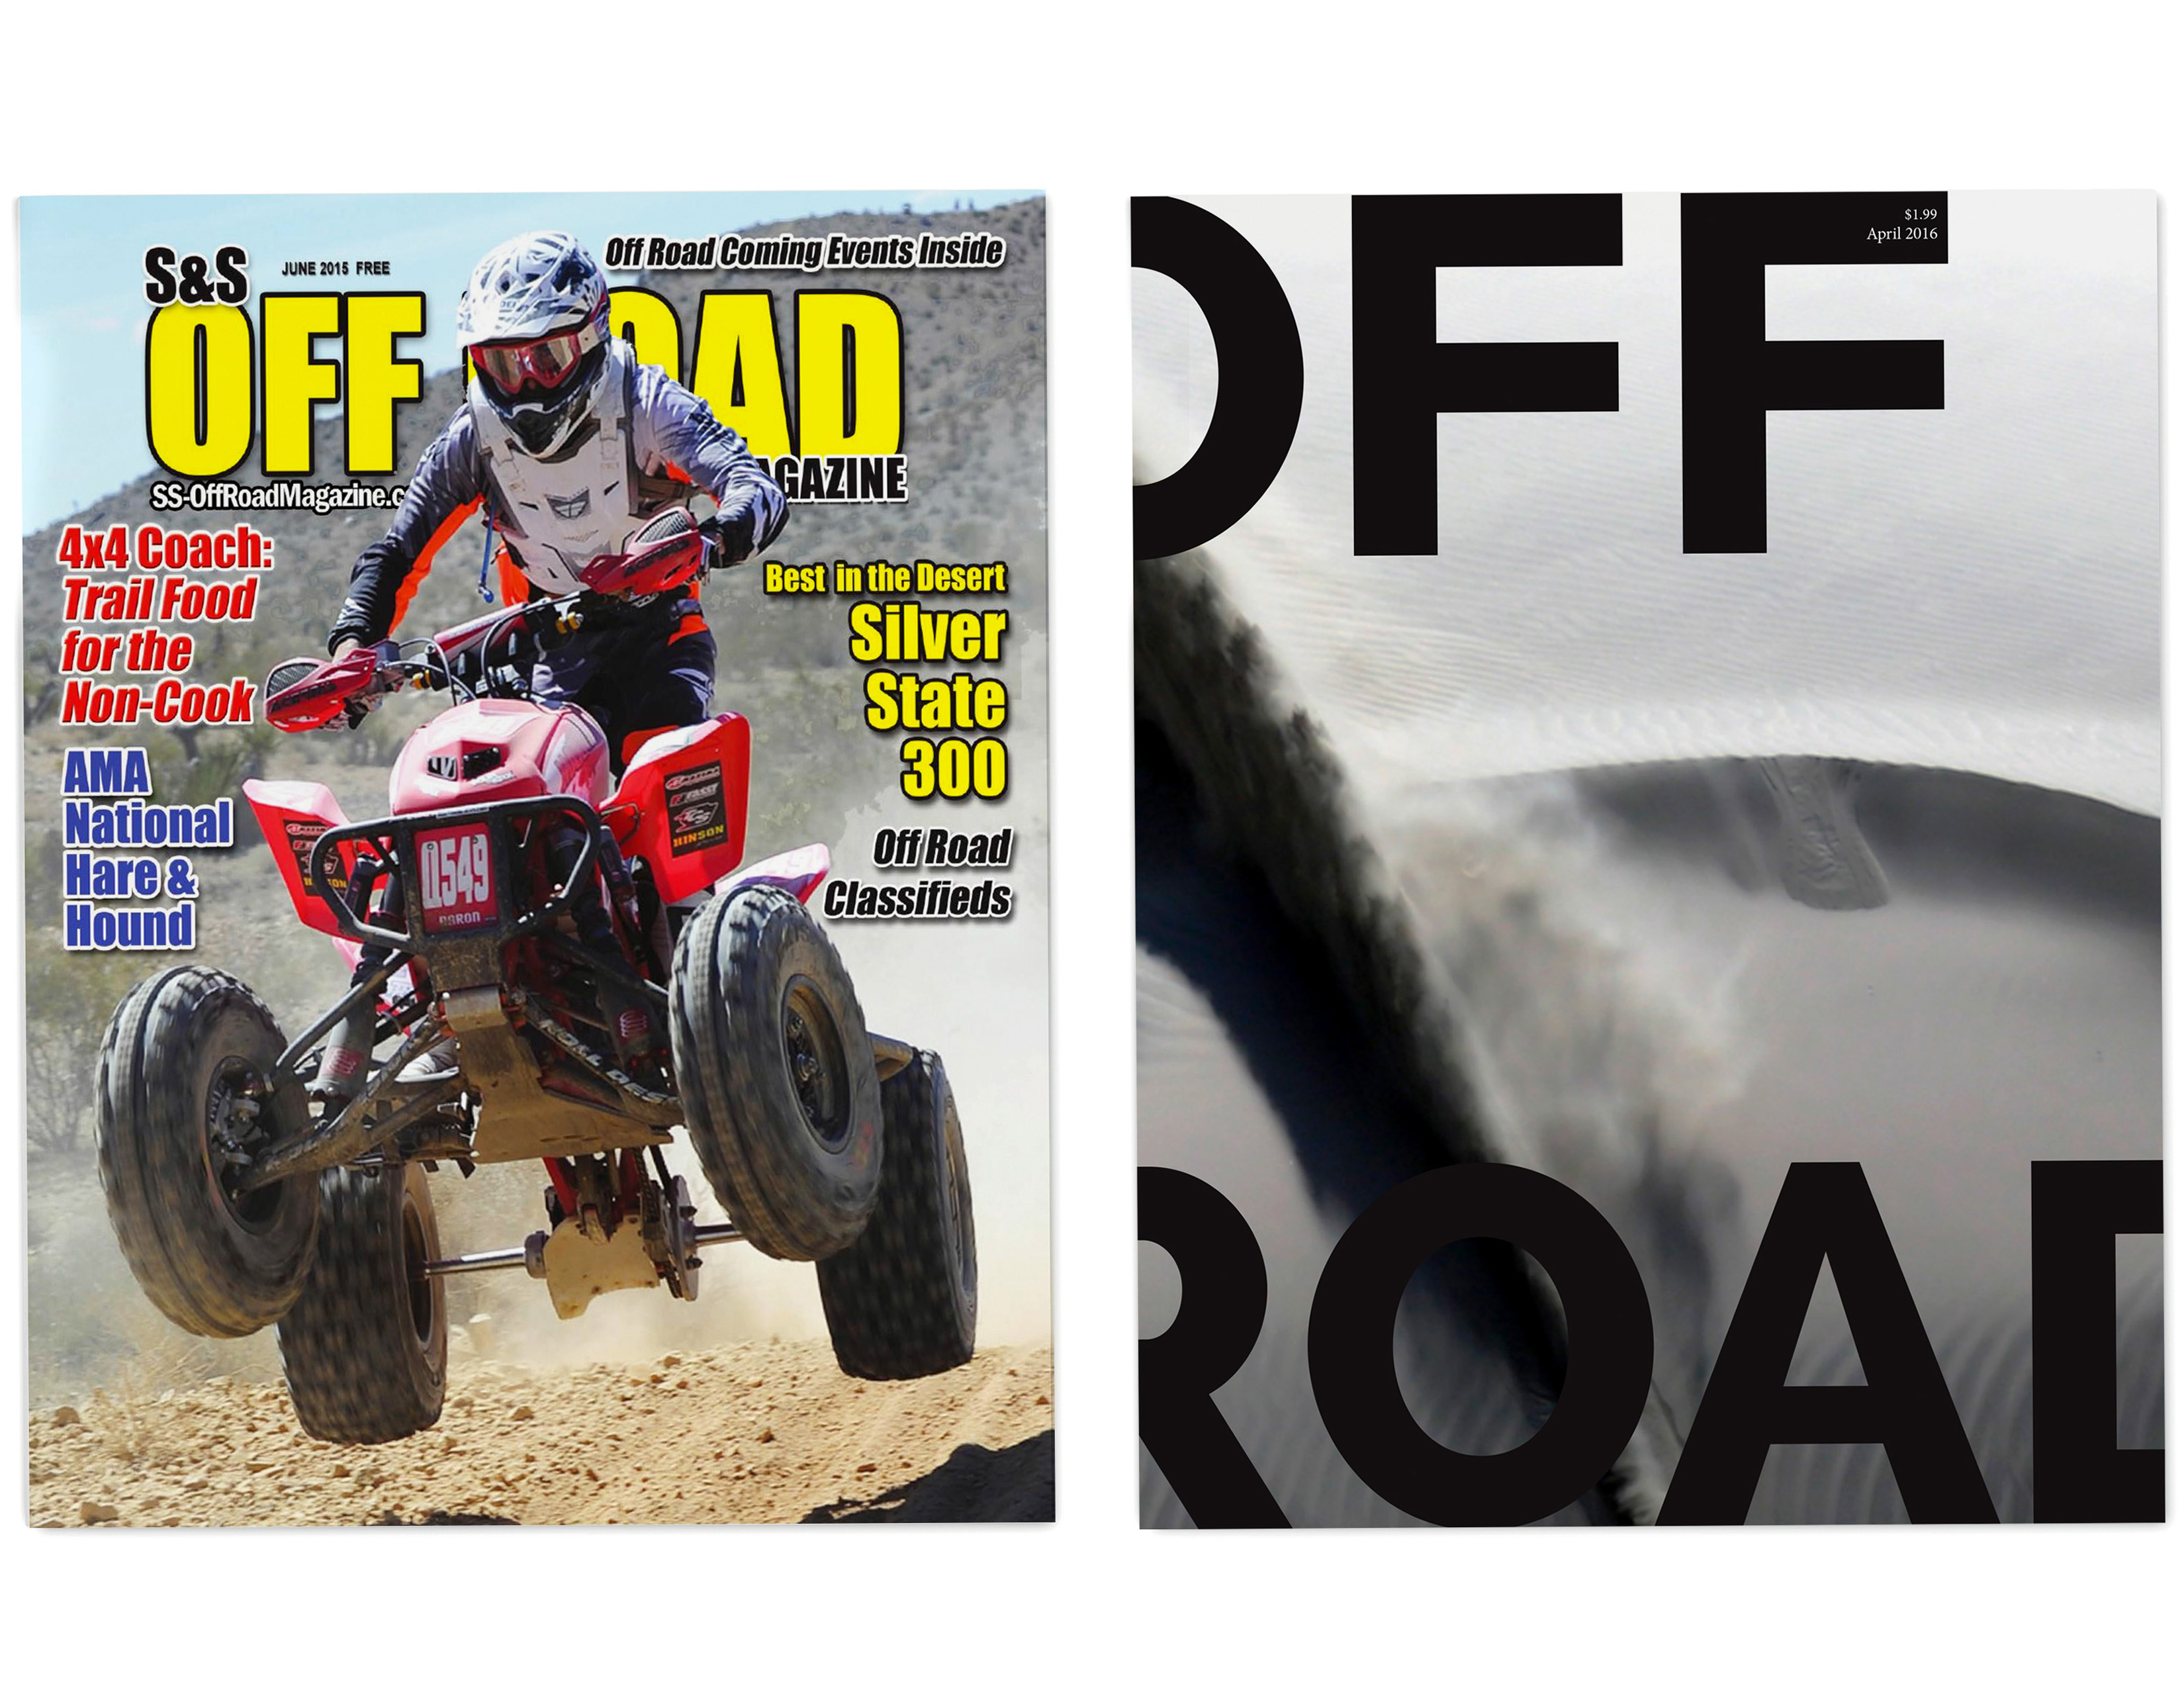 S&S
JUNE 2015 FREE
Off Road Coming Events Inside
OFF OAD
SS-OffRoadMagazine.c
AGAZINE
4x4 Coach:
Trail Food
for the
Non-Cook
AMA
National
Hare &
Hound
Best in the Desert
Silver
State
300
Off Road
Classifieds
HINSON
0549
$1.99
April 2016
OFF
ROAD